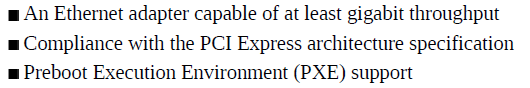 ■ An Ethernet adapter capable of at least gigabit throughput
■ Compliance with the PCI Express architecture specification
■ Preboot Execution Environment (PXE) support